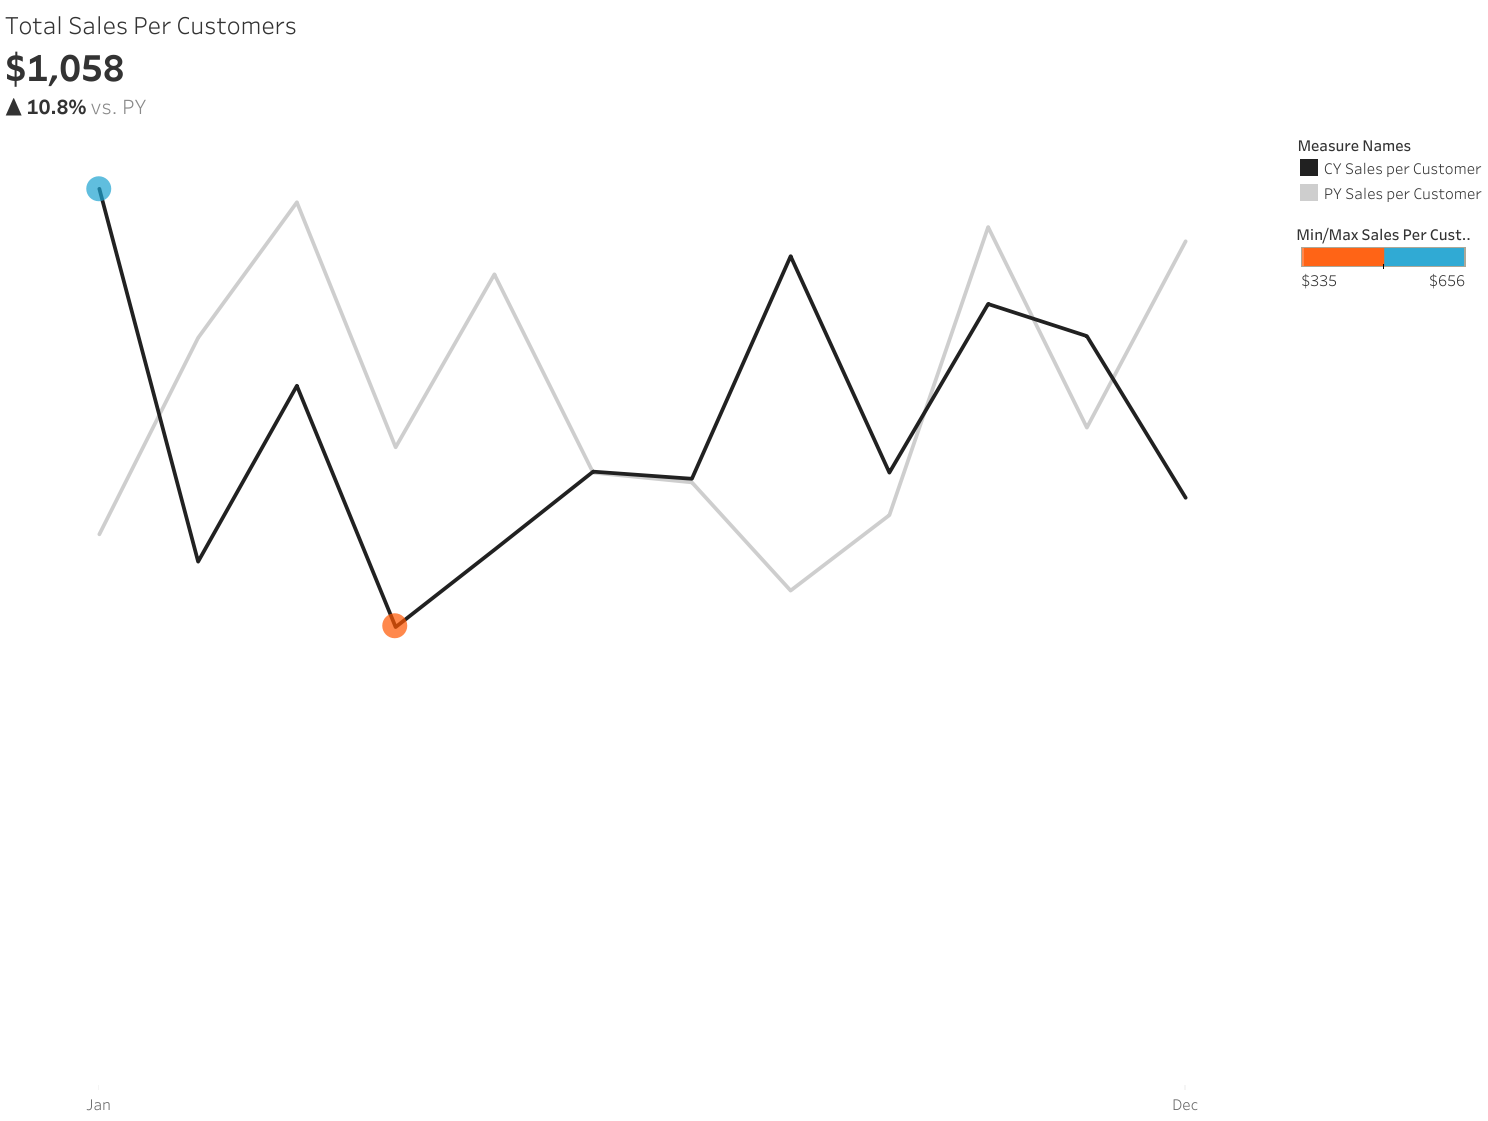 Total Sales Per Customers
$1,058
▲ 10.8% vs. PY
Measure Names
CY Sales per Customer
PY Sales per Customer
Min/Max Sales Per Cust..
$335 $656
Jan Dec